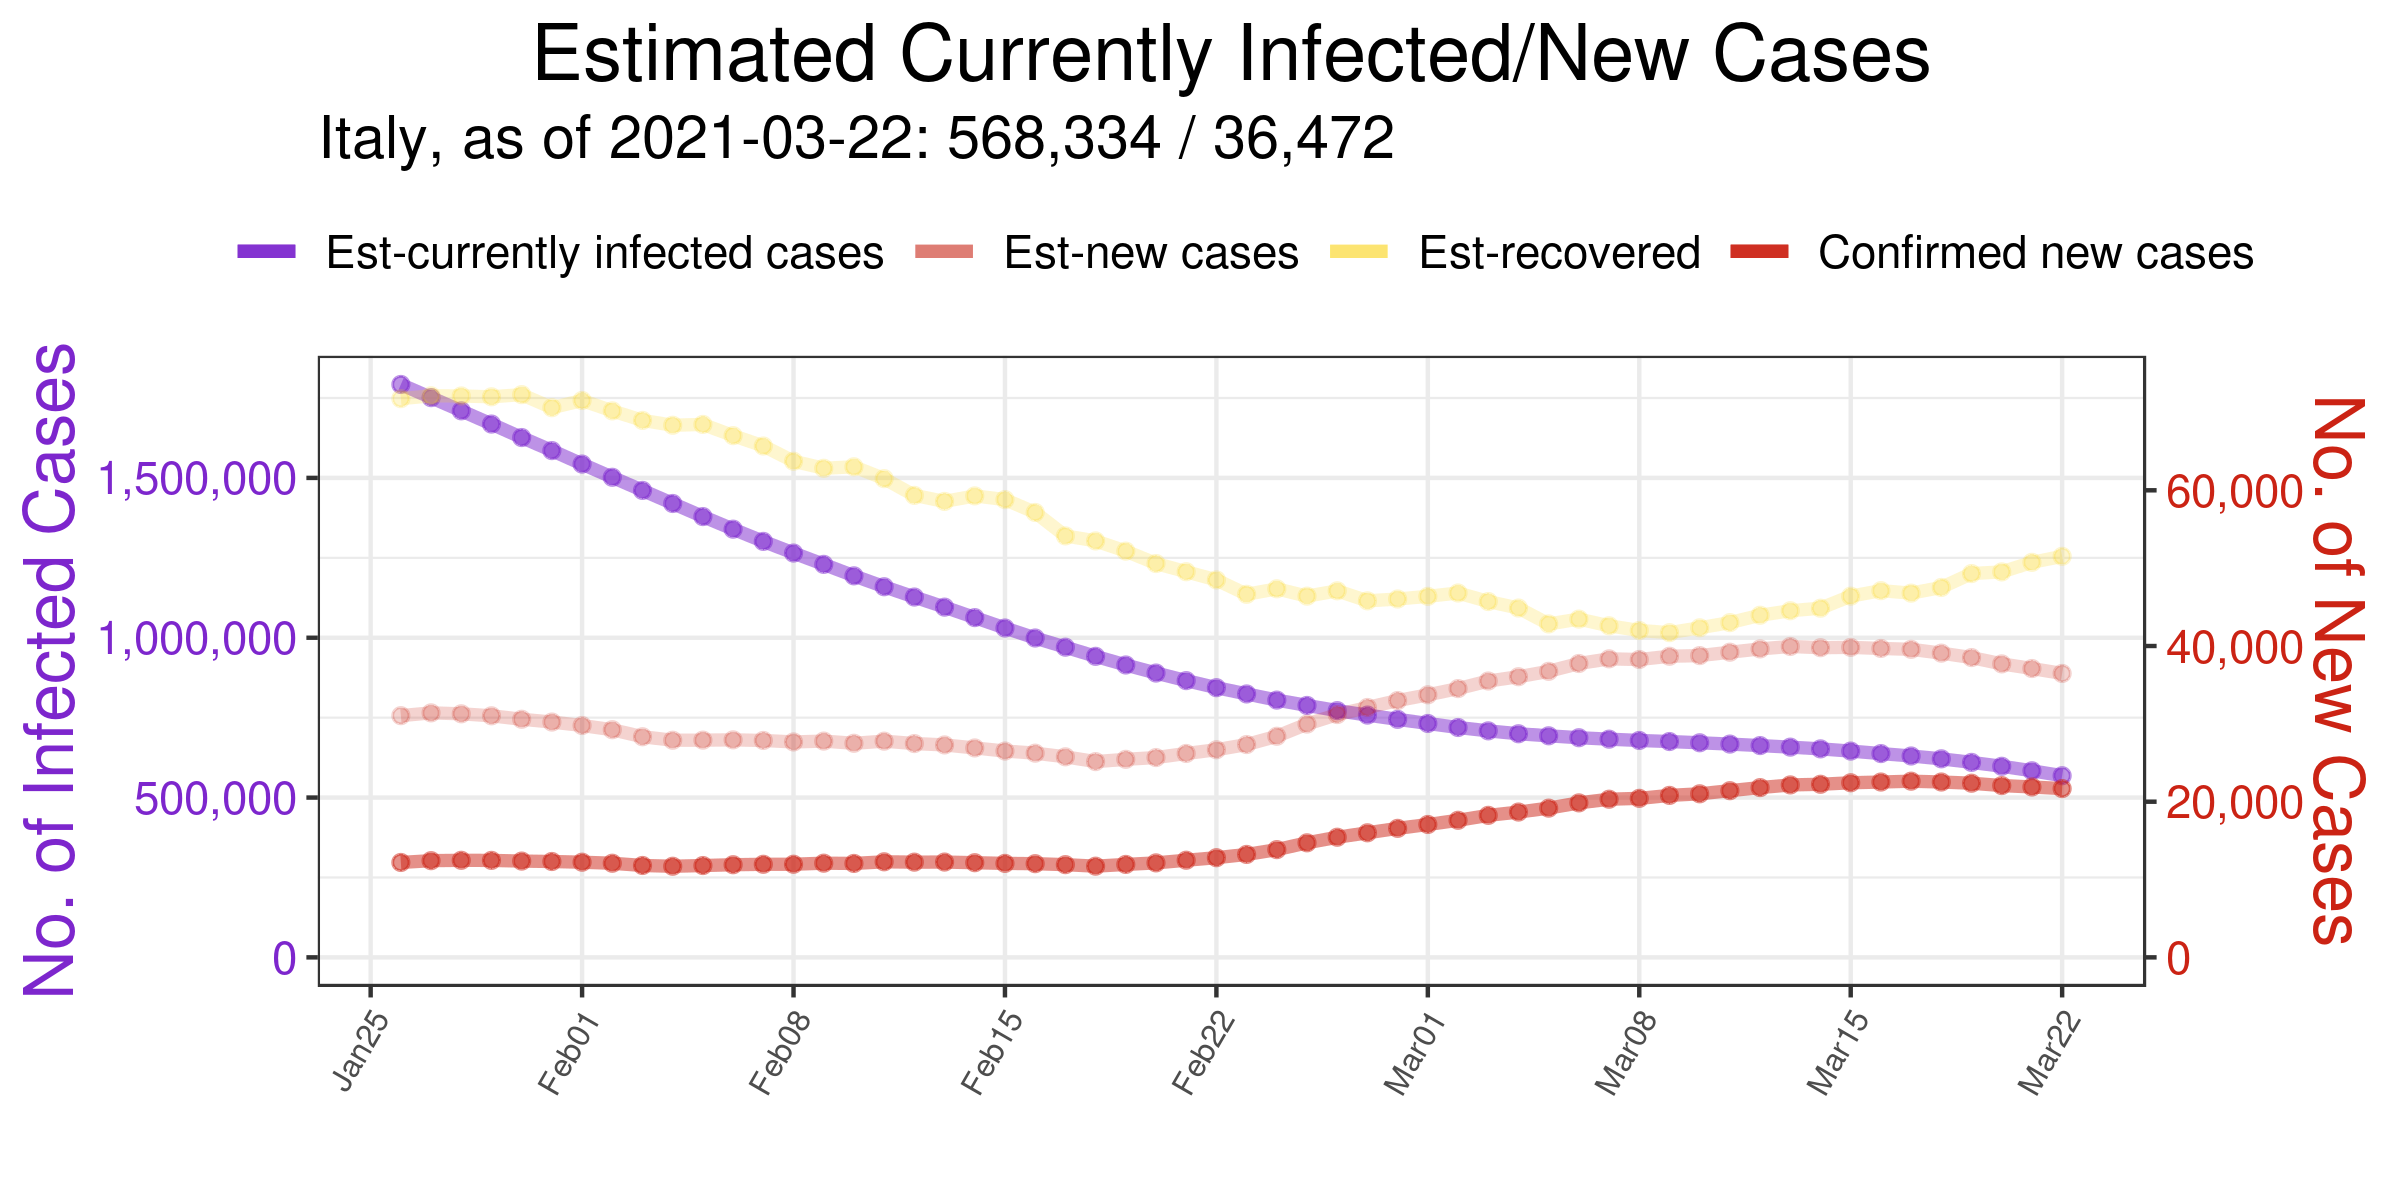 Estimated Currently Infected/New Cases
Italy, as of 2021-03-22: 568,334 / 36,472
Est-currently infected cases Est-new cases Est-recovered Confirmed new cases
No. of Infected Cases
1,500,000
1,000,000
500,000
0
60,000
40,000
20,000
0
No. of New Cases
Jan25 Feb01 Feb08 Feb15 Feb22 Mar01 Mar08 Mar15 Mar22